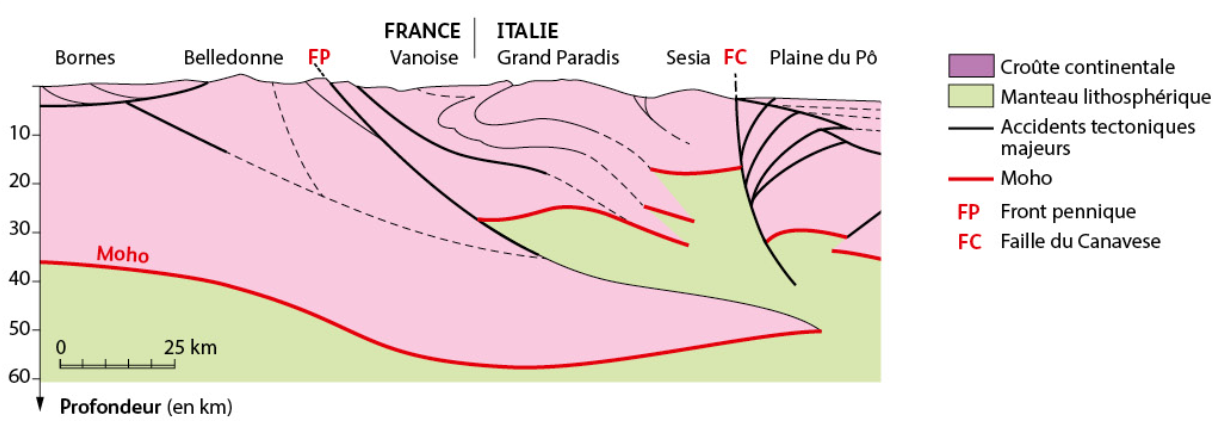 FRANCE ITALIE
Bornes Belledonne FP Vanoise Grand Paradis Sesia FC Plaine du Pô
10
20
30
Moho
40
50
0 25 km
60
Profondeur (en km)
Croûte continentale
Manteau lithosphérique
Accidents tectoniques
majeurs
Moho
FP Front pennique
FC Faille du Canavese